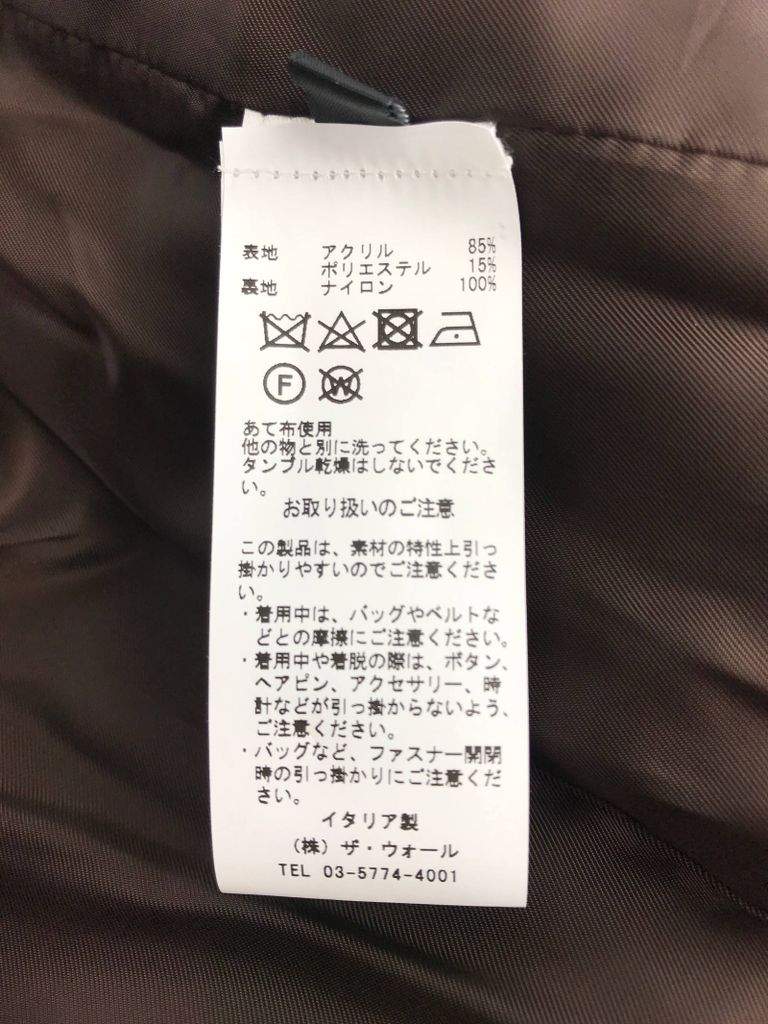 表地 アクリル 85%
ポリエステル 15%
裏地 ナイロン 100%
F W
あて布使用
他の物と別に洗ってください。
タンブル乾燥はしないでくださ
い。
お取り扱いのご注意
この製品は、素材の特性上引っ
掛かりやすいのでご注意くださ
い。
・着用中は、バッグやベルトな
どとの摩擦にご注意ください。
・着用中や着脱の際は、ボタン、
ヘアピン、アクセサリー、時
計などが引っ掛からないよう、
ご注意ください。
・バッグなど、ファスナー開閉
時の引っ掛かりにご注意くだ
さい。
イタリア製
（株）ザ・ウォール
TEL 03-5774-4001